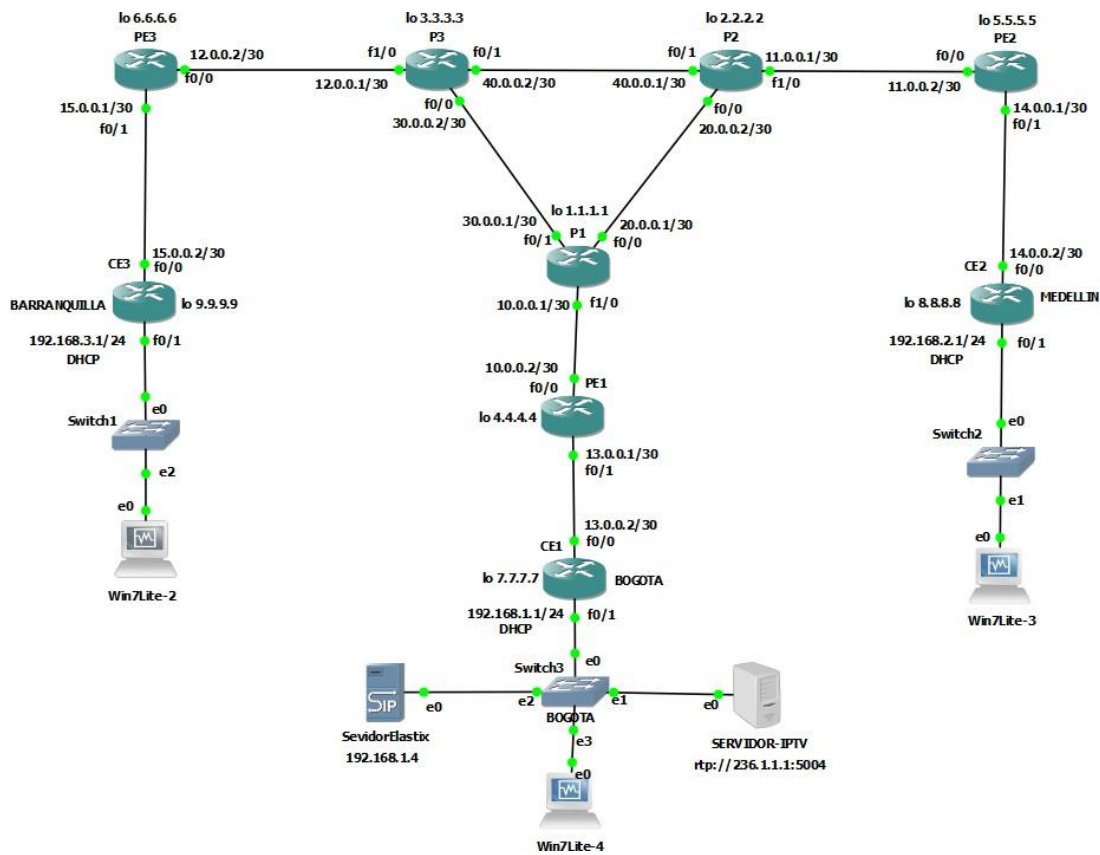 lo 6.6.6.6
PE3
12.0.0.2/30
f0/0
15.0.0.1/30
f0/1
lo 3.3.3.3
P3
f1/0
f0/1
12.0.0.1/30
40.0.0.2/30
f0/0
30.0.0.2/30
lo 2.2.2.2
P2
f0/1
11.0.0.1/30
40.0.0.1/30
f1/0
f0/0
20.0.0.2/30
lo 5.5.5.5
PE2
f0/0
11.0.0.2/30
14.0.0.1/30
f0/1
lo 1.1.1.1
30.0.0.1/30
P1
20.0.0.1/30
f0/1
f0/0
10.0.0.1/30
f1/0
15.0.0.2/30
CE3
f0/0
BARRANQUILLA
lo 9.9.9.9
192.168.3.1/24
f0/1
DHCP
e0
Switch1
e2
e0
Win7Lite-2
14.0.0.2/30
CE2
f0/0
lo 8.8.8.8
MEDELLIN
192.168.2.1/24
f0/1
DHCP
e0
Switch2
e1
e0
Win7Lite-3
10.0.0.2/30
f0/0
PE1
lo 4.4.4.4
13.0.0.1/30
f0/1
13.0.0.2/30
CE1
f0/0
lo 7.7.7.7
BOGOTA
192.168.1.1/24
f0/1
DHCP
e0
Switch3
e0
e2
e1
e0
BOGOTA
SevidorElastix
192.168.1.4
e3
SERVIDOR-IPTV
rtp://236.1.1.1:5004
e0
Win7Lite-4
SIP